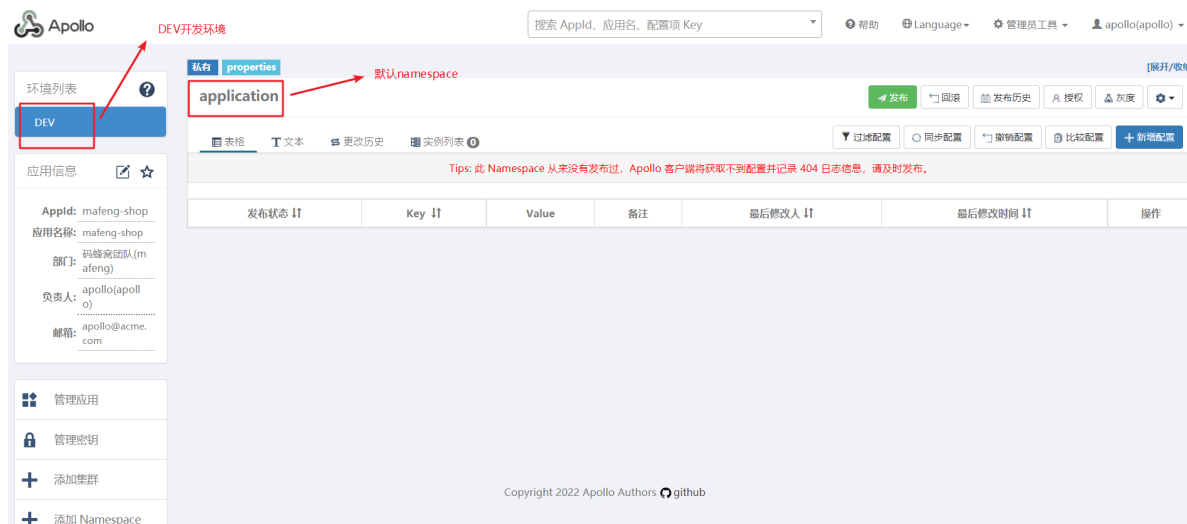 Apollo
DEV开发环境
搜索 AppId、应用名、配置项 Key
帮助
Language
管理员工具
apollo(apollo)
环境列表
DEV
应用信息
AppId: mafeng-shop
应用名称: mafeng-shop
部门: 码蜂窝团队(m
afeng)
负责人: apollo(apoll
o)
邮箱: apollo@acme.
com
管理应用
管理密钥
添加集群
添加 Namespace
私有 properties
默认namespace
[展开/收缩
application
发布 回滚 发布历史 授权 灰度
表格 文本 更改历史 实例列表 0
过滤配置 同步配置 撤销配置 比较配置 新增配置
Tips: 此 Namespace 从来没有发布过，Apollo 客户端将获取不到配置并记录 404 日志信息，请及时发布。
发布状态 Key Value 备注 最后修改人 最后修改时间 操作
Copyright 2022 Apollo Authors github